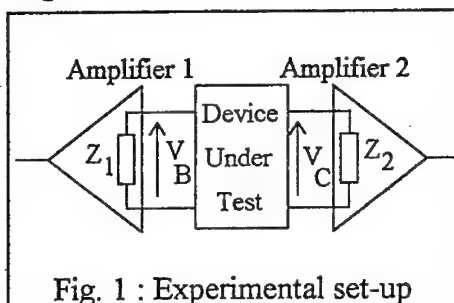 Amplifier 1
Amplifier 2
Device
Under
Test
Z1
VB
VC
Z2
Fig. 1 : Experimental set-up